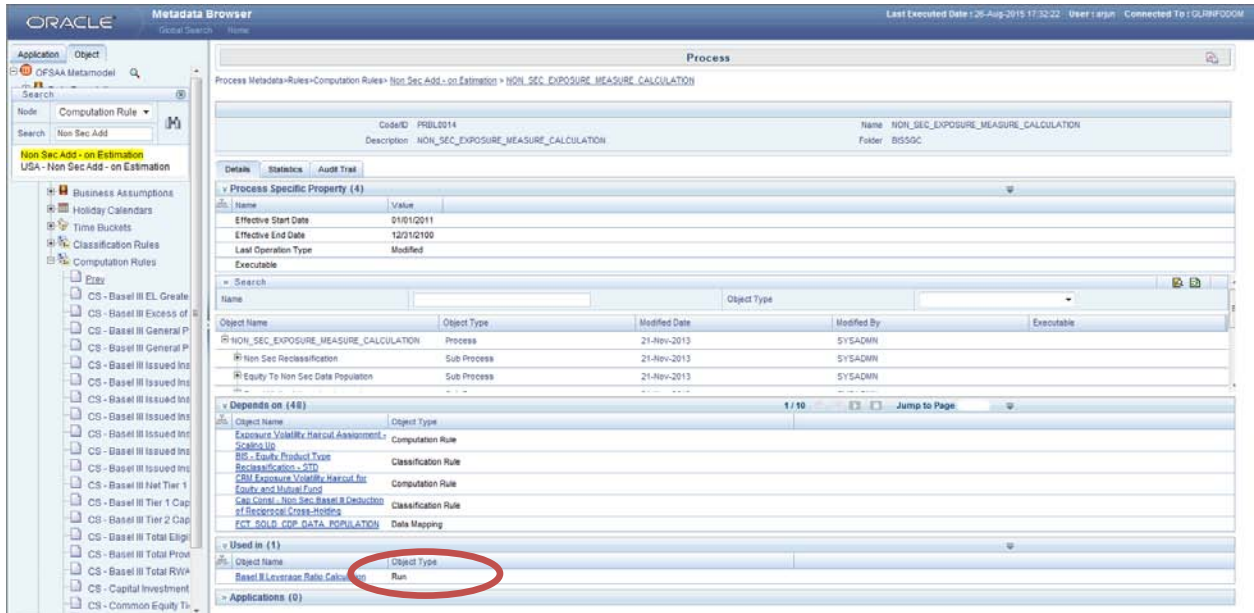 ORACLE
Metadata Browser
Global Search Home
Last Executed Date : 26-Aug-2015 17:32:22 User : arjun Connected To : GLRINFODOM
Application Object
OFSAA Metamodel
Search
Node Computation Rule
Search Non Sec Add
Non Sec Add - on Estimation
USA - Non Sec Add - on Estimation
Business Assumptions
Holiday Calendars
Time Buckets
Classification Rules
Computation Rules
Prev
CS - Basel III EL Greate
CS - Basel III Excess of
CS - Basel III General P
CS - Basel III General P
CS - Basel III Issued Ins
CS - Basel III Issued Ins
CS - Basel III Issued Ins
CS - Basel III Issued Ins
CS - Basel III Issued Ins
CS - Basel III Issued Ins
CS - Basel III Issued Ins
CS - Basel III Net Tier 1
CS - Basel III Tier 1 Cap
CS - Basel III Tier 2 Cap
CS - Basel III Total Eligi
CS - Basel III Total Provi
CS - Basel III Total RWA
CS - Capital Investment
CS - Common Equity Ti
Process
Process Metadata>Rules>Computation Rules> Non Sec Add - on Estimation > NON_SEC_EXPOSURE_MEASURE_CALCULATION
Code/ID PRBL0014 Name NON_SEC_EXPOSURE_MEASURE_CALCULATION
Description NON_SEC_EXPOSURE_MEASURE_CALCULATION Folder BISSGC
Details Statistics Audit Trail
Process Specific Property (4)
Name Value
Effective Start Date 01/01/2011
Effective End Date 12/31/2100
Last Operation Type Modified
Executable
Search
Name Object Type
Object Name Object Type Modified Date Modified By Executable
NON_SEC_EXPOSURE_MEASURE_CALCULATION Process 21-Nov-2013 SYSADMN
Non Sec Reclassification Sub Process 21-Nov-2013 SYSADMN
Equity To Non Sec Data Population Sub Process 21-Nov-2013 SYSADMN
Depends on (48) 1 / 10 Jump to Page
Object Name Object Type
Exposure Volatility Haircut Assignment - Computation Rule
Scaling Up
BIS - Equity Product Type Classification Rule
Reclassification - STD
CRM Exposure Volatility Haircut for Computation Rule
Equity and Mutual Fund
Cap Consl - Non Sec Basel II Deduction Classification Rule
of Reciprocal Cross-Holding
FCT_SOLD_CDP_DATA_POPULATION Data Mapping
Used in (1)
Object Name Object Type
Basel III Leverage Ratio Calculation Run
Applications (0)